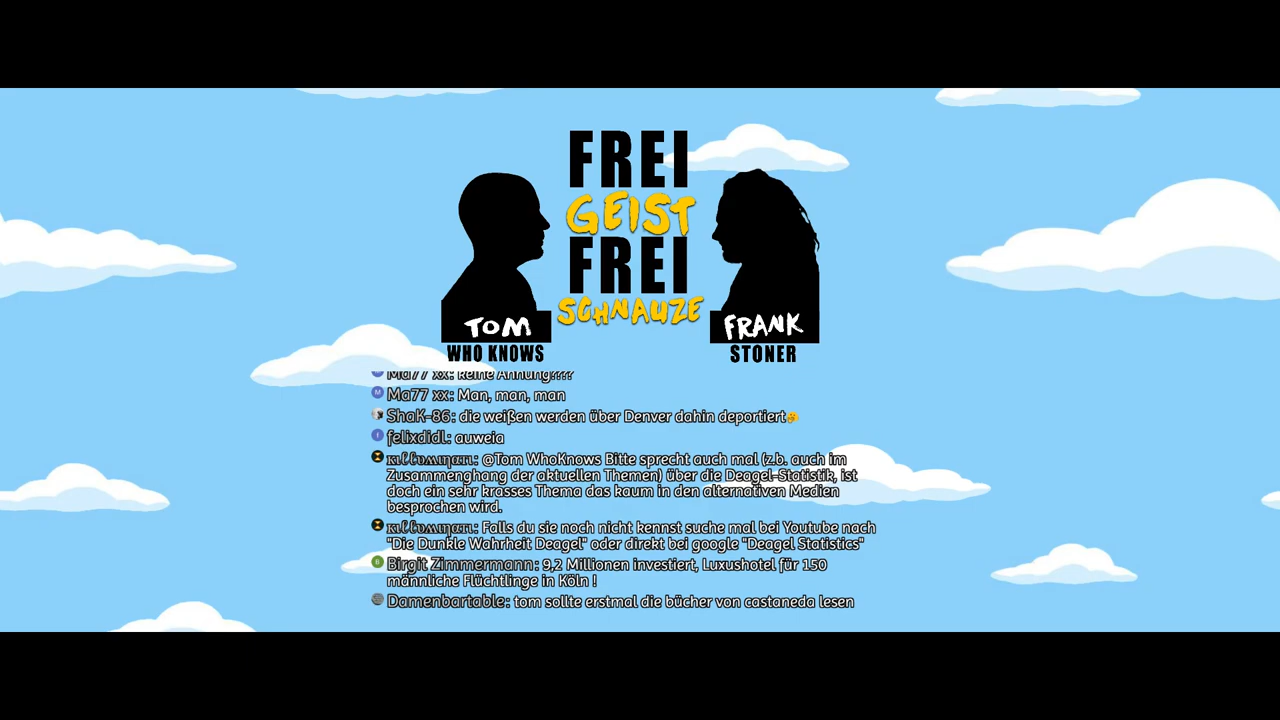 FREI
GEIST
FREI
SCHNAUZE
TOM
WHO KNOWS
FRANK
STONER
Ma77 xx: keine Ahnung????
Ma77 xx: Man, man, man
ShaK-86: die weißen werden über Denver dahin deportiert
felixdidl: auweia
@Tom WhoKnows Bitte sprecht auch mal (z.b. auch im
Zusammenghang der aktuellen Themen) über die Deagel-Statistik, ist
doch ein sehr krasses Thema das kaum in den alternativen Medien
besprochen wird.
Falls du sie noch nicht kennst suche mal bei Youtube nach
"Die Dunkle Wahrheit Deagel" oder direkt bei google "Deagel Statistics"
Birgit Zimmermann: 9,2 Millionen investiert, Luxushotel für 150
männliche Flüchtlinge in Köln !
Damenbartable: tom sollte erstmal die bücher von castaneda lesen